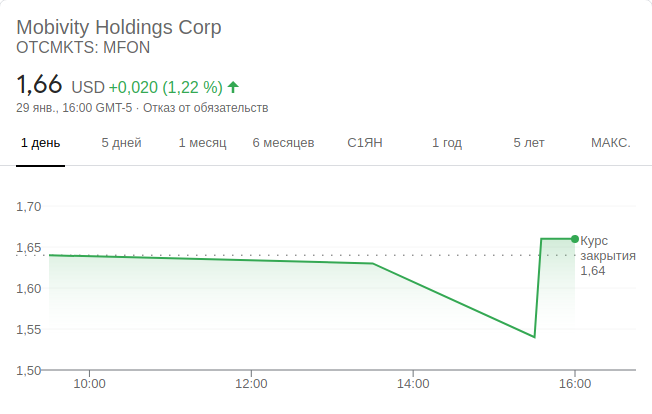 Mobivity Holdings Corp
OTCMKTS: MFON
1,66 USD +0,020 (1,22 %)
29 янв., 16:00 GMT-5 · Отказ от обязательств
1 день 5 дней 1 месяц 6 месяцев С1ЯН 1 год 5 лет МАКС.
1,70
1,65
1,60
1,55
1,50
Курс
закрытия
1,64
10:00 12:00 14:00 16:00